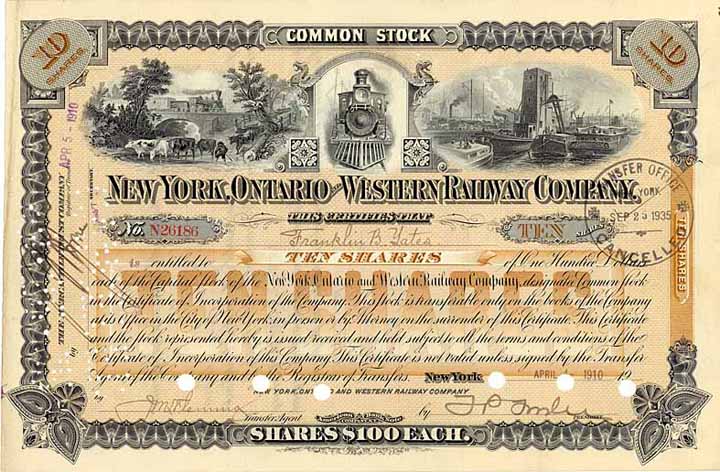 COMMON STOCK
10 SHARES
10 SHARES
NEW YORK, ONTARIO AND WESTERN RAILWAY COMPANY.
THIS CERTIFIES THAT
No. N26186
Franklin B. Yates
TEN SHARES
is entitled to TEN SHARES of One Hundred Dollars
each of the Capital Stock of the New York, Ontario and Western Railway Company, designated as Common Stock
in the Certificate of Incorporation of the Company. This Stock is transferable only on the books of the Company
at its Office in the City of New York, in person or by Attorney on the surrender of this Certificate. This Certificate
and the stock represented hereby is issued, received and held subject to all the terms and conditions of the
Certificate of Incorporation of this Company. This Certificate is not valid unless signed by the Transfer
Agent of the Company and the Registrar of Transfers. New York APRIL 1910
NEW YORK, ONTARIO AND WESTERN RAILWAY COMPANY
Transfer Agent by PRESIDENT
SHARES $100 EACH.
TEN SHARES
TRANSFER OFFICE
YORK
SEP 23 1935
CANCELLED
10 SHARES
APR 5 - 1910